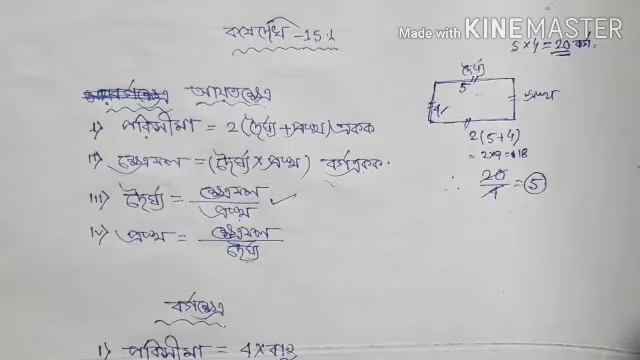 Made with KINEMASTER
কষে দেখি - 15.1
5 x 4 = 20 বর্গ.
আয়তক্ষেত্র
দৈর্ঘ্য
5
4
প্রস্থ
2(5+4)
= 2x9 = 18
∴ 20/4 = 5
i> পরিসীমা = 2 (দৈর্ঘ্য + প্রস্থ) একক
ii> ক্ষেত্রফল = (দৈর্ঘ্য x প্রস্থ) বর্গএকক.
iii> দৈর্ঘ্য = ক্ষেত্রফল/প্রস্থ ✓
iv> প্রস্থ = ক্ষেত্রফল/দৈর্ঘ্য
বর্গক্ষেত্র
i> পরিসীমা = 4 x বাহু